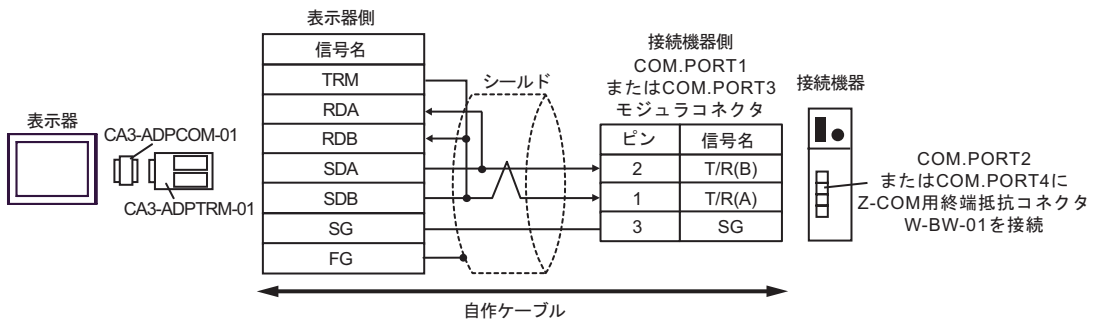 表示器
CA3-ADPCOM-01
CA3-ADPTRM-01
表示器側
信号名
TRM
RDA
RDB
SDA
SDB
SG
FG
シールド
接続機器側
COM.PORT1
またはCOM.PORT3
モジュラコネクタ
ピン 信号名
2 T/R(B)
1 T/R(A)
3 SG
接続機器
COM.PORT2
またはCOM.PORT4に
Z-COM用終端抵抗コネクタ
W-BW-01を接続
自作ケーブル